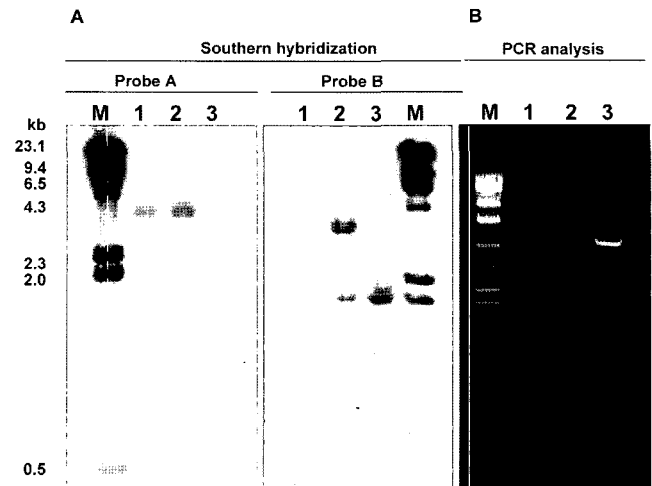 A
B
Southern hybridization
PCR analysis
Probe A
Probe B
kb
M 1 2 3
1 2 3 M
M 1 2 3
23.1
9.4
6.5
4.3
2.3
2.0
0.5